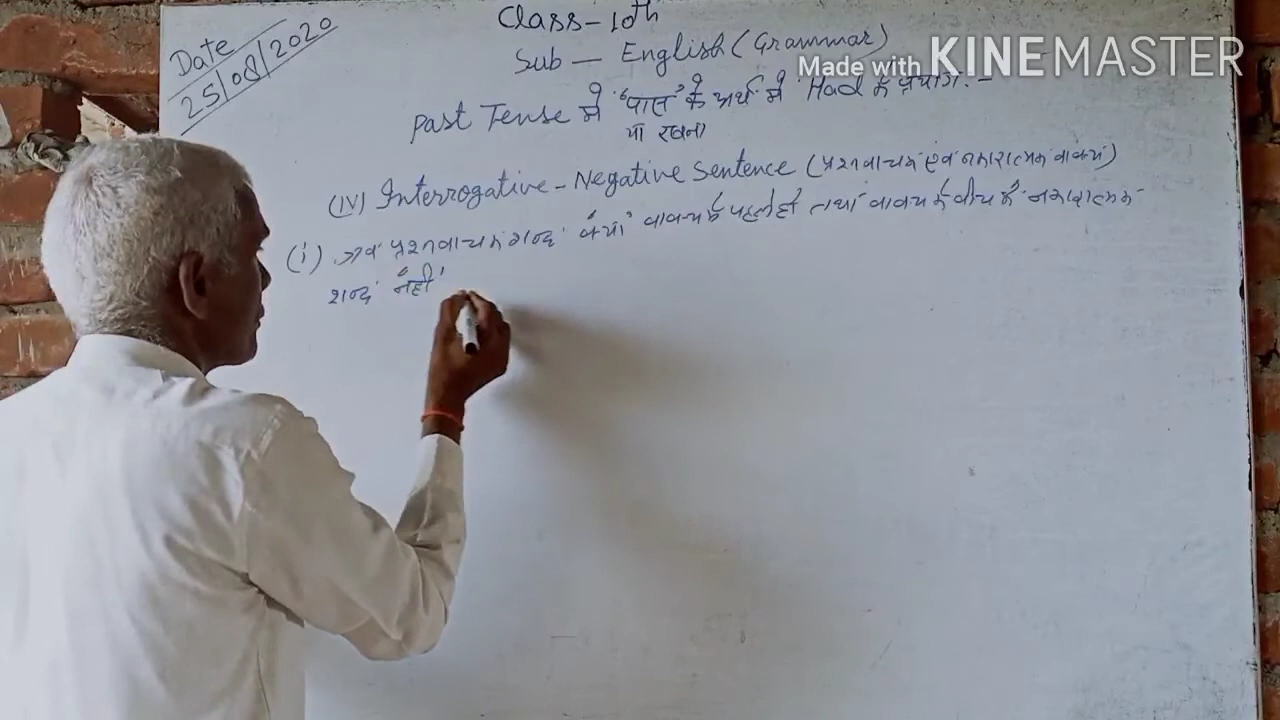 Date
25/08/2020
Class - 10th
Sub - English (Grammar)
Made with KINEMASTER
Past Tense में 'पास' के अर्थ में 'Had' के प्रयोग :-
या रखना
(IV) Interrogative - Negative Sentence (प्रश्नवाचक एवं नकारात्मक वाक्य)
(i) जब प्रश्नवाचक शब्द 'क्या' वाक्य के पहले हो तथा वाक्य के बीच में नकारात्मक
शब्द 'नहीं'